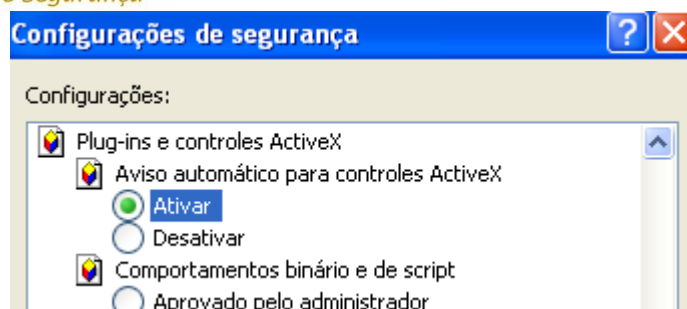 Segurança
Configurações de segurança
Configurações:
Plug-ins e controles ActiveX
Aviso automático para controles ActiveX
Ativar
Desativar
Comportamentos binário e de script
Aprovado pelo administrador